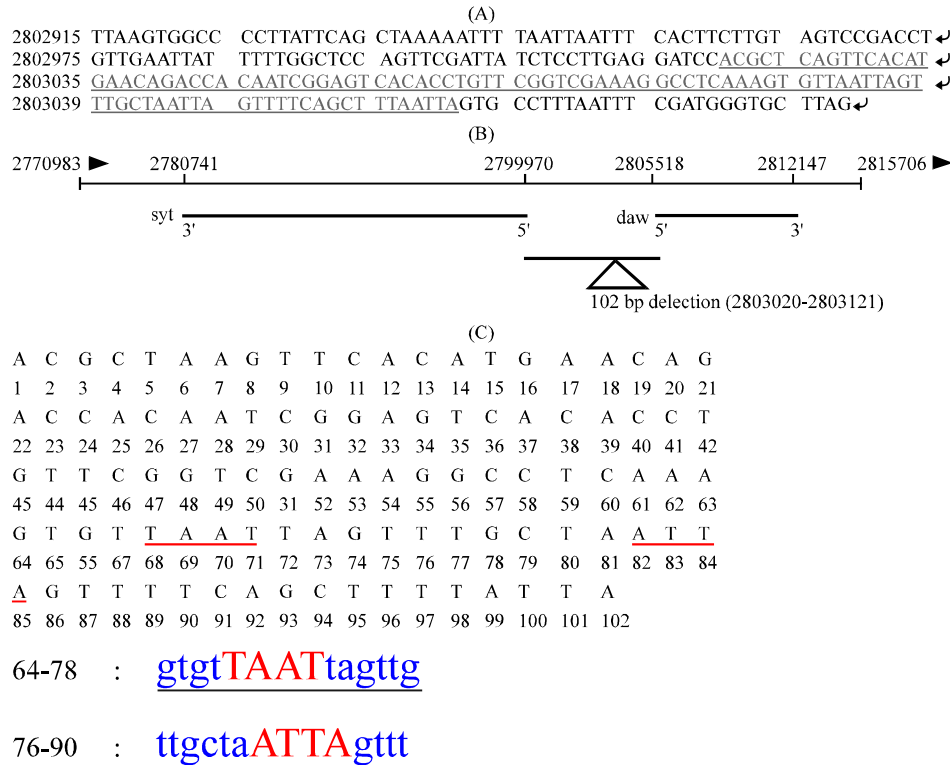 (A)
2802915 TTAAGTGGCC CCTTATTCAG CTAAAAATTT TAATTAATTT CACTTCTTGT AGTCCGACCT
2802975 GTTGAATTAT TTTTGGCTCC AGTTCGATTA TCTCCTTGAG GATCCACGCT CAGTTCACAT
2803035 GAACAGACCA CAATCGGAGT CACACCTGTT CGGTCGAAAG GCCTCAAAGT GTTAATTAGT
2803039 TTGCTAATTA GTTTTCAGCT TTTAATTAGTG CCTTTAATTT CGATGGGTGC TTAG
(B)
2770983 2780741 2799970 2805518 2812147 2815706
syt daw
3' 5' 5' 3'
102 bp delection (2803020-2803121)
(C)
A C G C T A A G T T C A C A T G A A C A G
1 2 3 4 5 6 7 8 9 10 11 12 13 14 15 16 17 18 19 20 21
A C C A C A A T C G G A G T C A C A C C T
22 23 24 25 26 27 28 29 30 31 32 33 34 35 36 37 38 39 40 41 42
G T T C G G T C G A A A G G C C T C A A A
45 44 45 46 47 48 49 50 31 52 53 54 55 56 57 58 59 60 61 62 63
G T G T T A A T T A G T T T G C T A A T T
64 65 55 67 68 69 70 71 72 73 74 75 76 77 78 79 80 81 82 83 84
A G T T T T C A G C T T T T A T T A
85 86 87 88 89 90 91 92 93 94 95 96 97 98 99 100 101 102
64-78 : gtgtTAATtagttg
76-90 : ttgctaATTAgttt